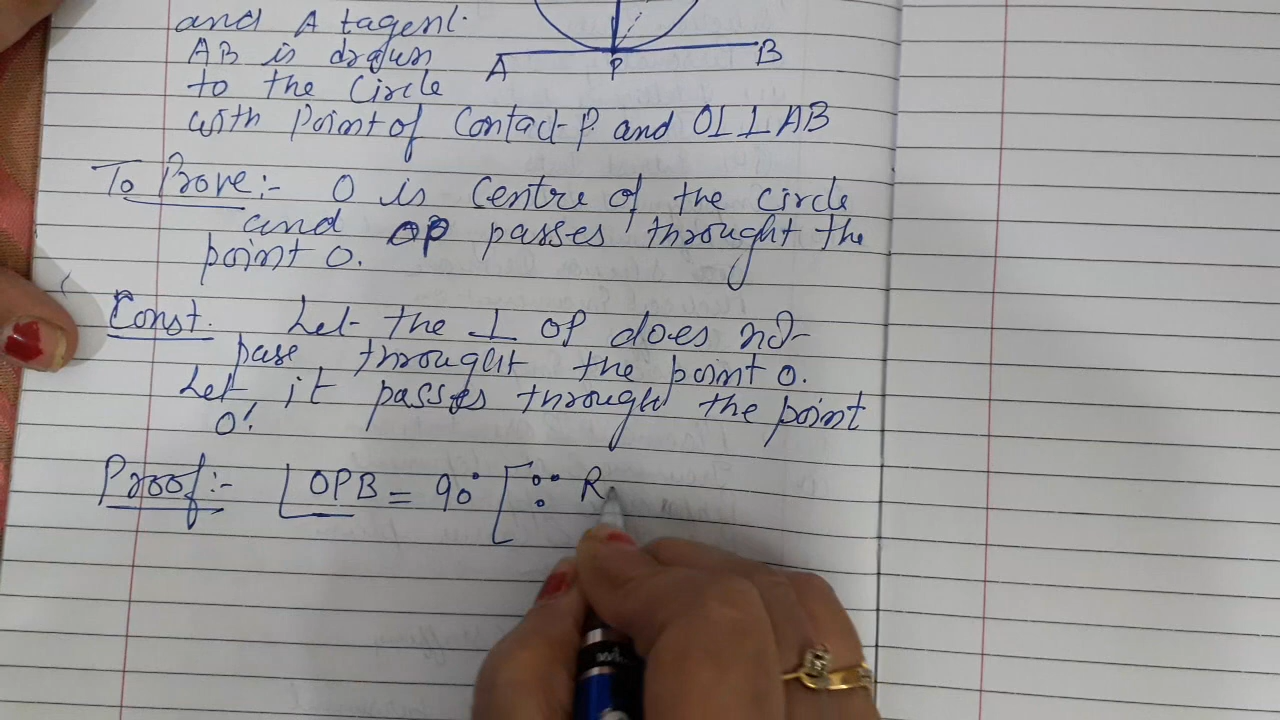 and A tagent.
AB is drawn
to the Circle
A P B
with Point of Contact P. and OL ⊥ AB
To Prove:- O is Centre of the circle
and OP passes throught the
point O.
Const. Let the ⊥ OP does not
pase throught the point O.
Let it passes through the point
O'.
Proof:- ∠OPB = 90° [∵ R